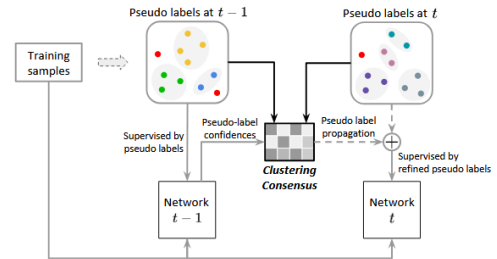 Pseudo labels at t − 1
Pseudo labels at t
Training
samples
Supervised by
pseudo labels
Pseudo-label
confidences
Clustering
Consensus
Pseudo label
propagation
Supervised by
refined pseudo labels
Network
t − 1
Network
t